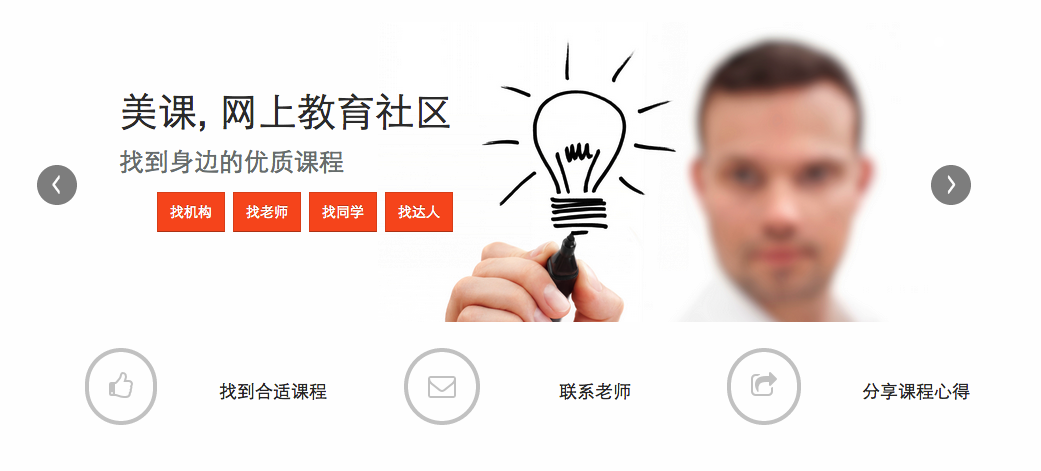 美课, 网上教育社区
找到身边的优质课程
找机构 找老师 找同学 找达人
找到合适课程 联系老师 分享课程心得